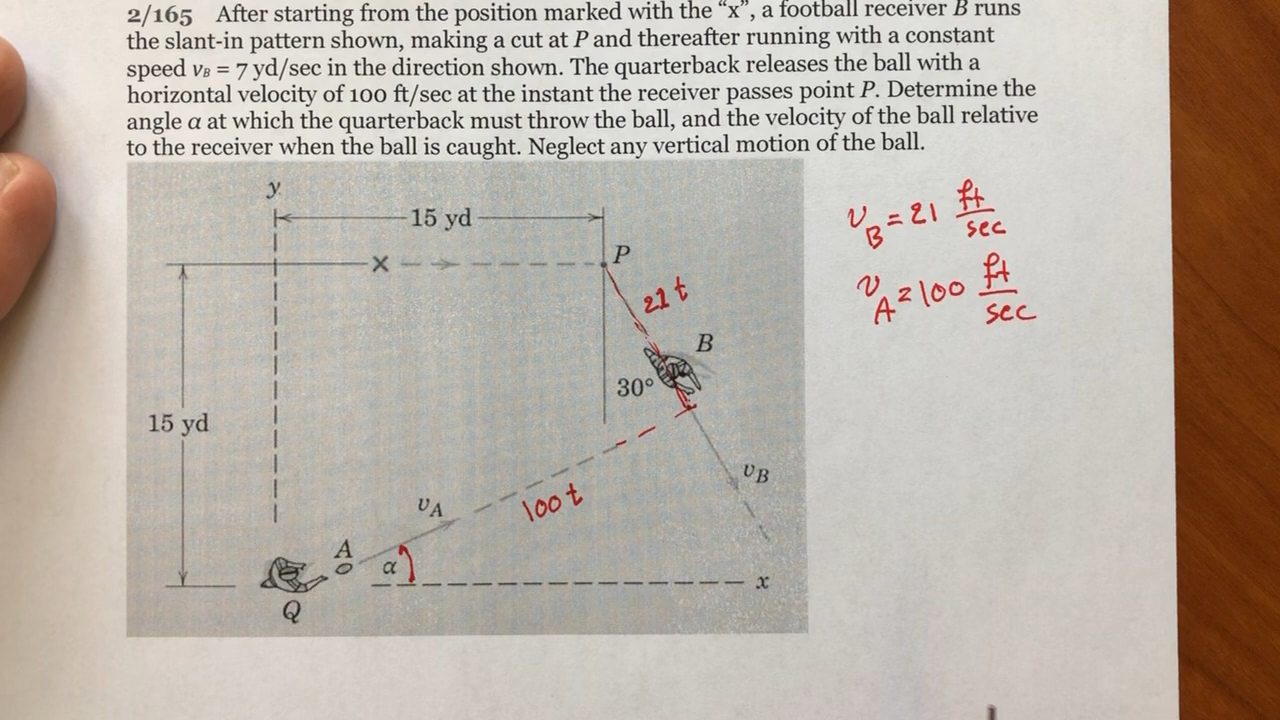 2/165 After starting from the position marked with the “x”, a football receiver B runs
the slant-in pattern shown, making a cut at P and thereafter running with a constant
speed vB = 7 yd/sec in the direction shown. The quarterback releases the ball with a
horizontal velocity of 100 ft/sec at the instant the receiver passes point P. Determine the
angle α at which the quarterback must throw the ball, and the velocity of the ball relative
to the receiver when the ball is caught. Neglect any vertical motion of the ball.
y
15 yd
x
P
21 t
B
30°
15 yd
vB
vA
100 t
A
α
x
Q
vB = 21 ft/sec
vA = 100 ft/sec